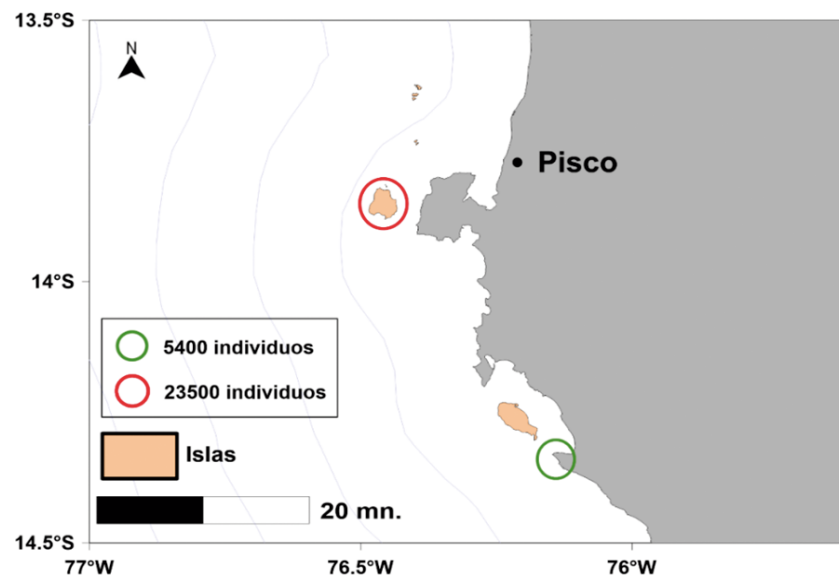 13.5°S
N
Pisco
14°S
5400 individuos
23500 individuos
Islas
20 mn.
14.5°S
77°W 76.5°W 76°W